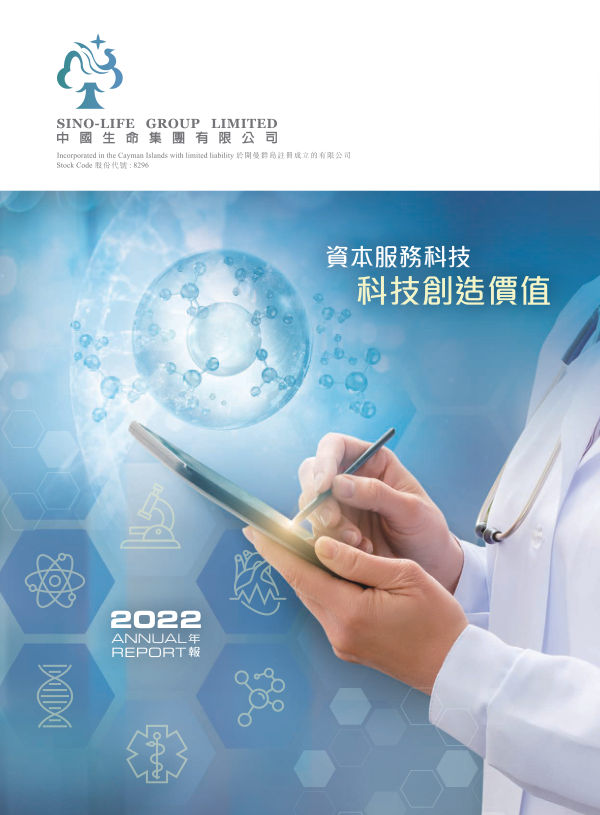 SINO-LIFE GROUP LIMITED
中國生命集團有限公司
Incorporated in the Cayman Islands with limited liability 於開曼群島註冊成立的有限公司
Stock Code 股份代號 : 8296
資本服務科技
科技創造價值
2022
ANNUAL年
REPORT報